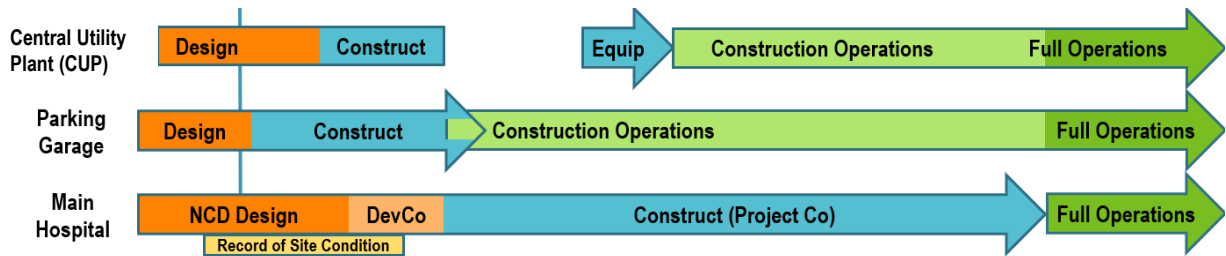 Central Utility
Plant (CUP)
Design
Construct
Equip
Construction Operations
Full Operations
Parking
Garage
Design
Construct
Construction Operations
Full Operations
Main
Hospital
NCD Design
DevCo
Construct (Project Co)
Full Operations
Record of Site Condition